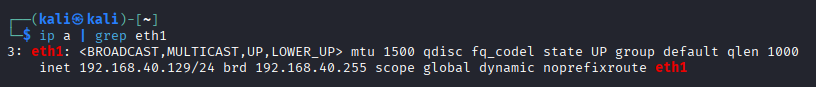 ┌──(kali㉿kali)-[~]
└─$ ip a | grep eth1
3: eth1: <BROADCAST,MULTICAST,UP,LOWER_UP> mtu 1500 qdisc fq_codel state UP group default qlen 1000
    inet 192.168.40.129/24 brd 192.168.40.255 scope global dynamic noprefixroute eth1